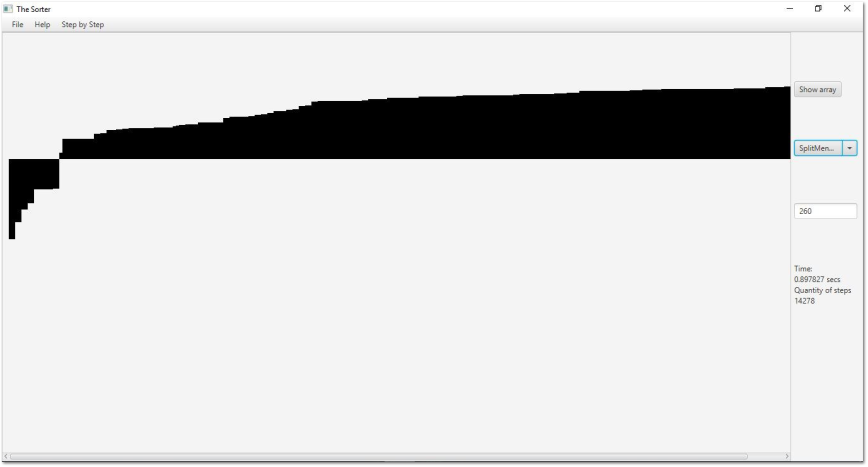 The Sorter
File Help Step by Step
Show array
SplitMen...
260
Time:
0.897827 secs
Quantity of steps
14278